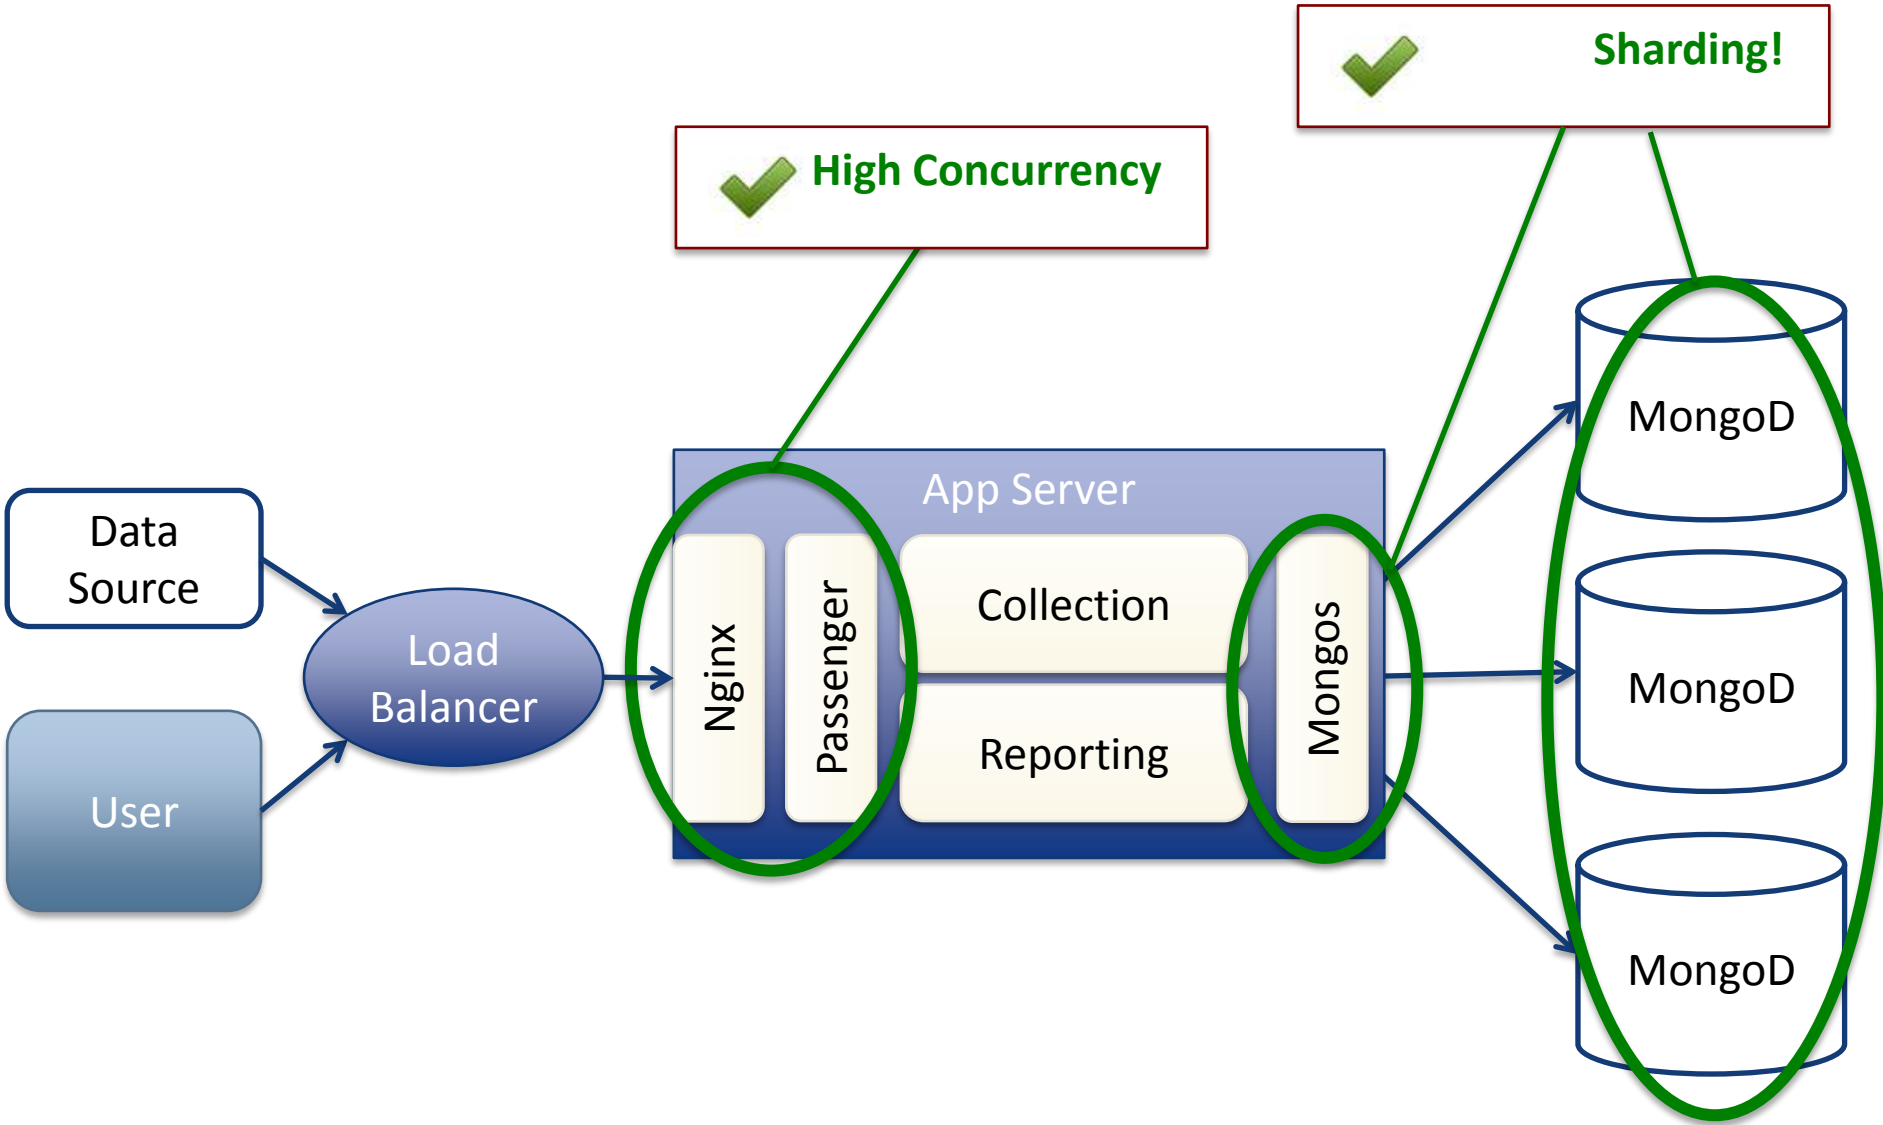 Sharding!
High Concurrency
App Server
Data
Source
Load
Balancer
User
Nginx
Passenger
Collection
Reporting
Mongos
MongoD
MongoD
MongoD